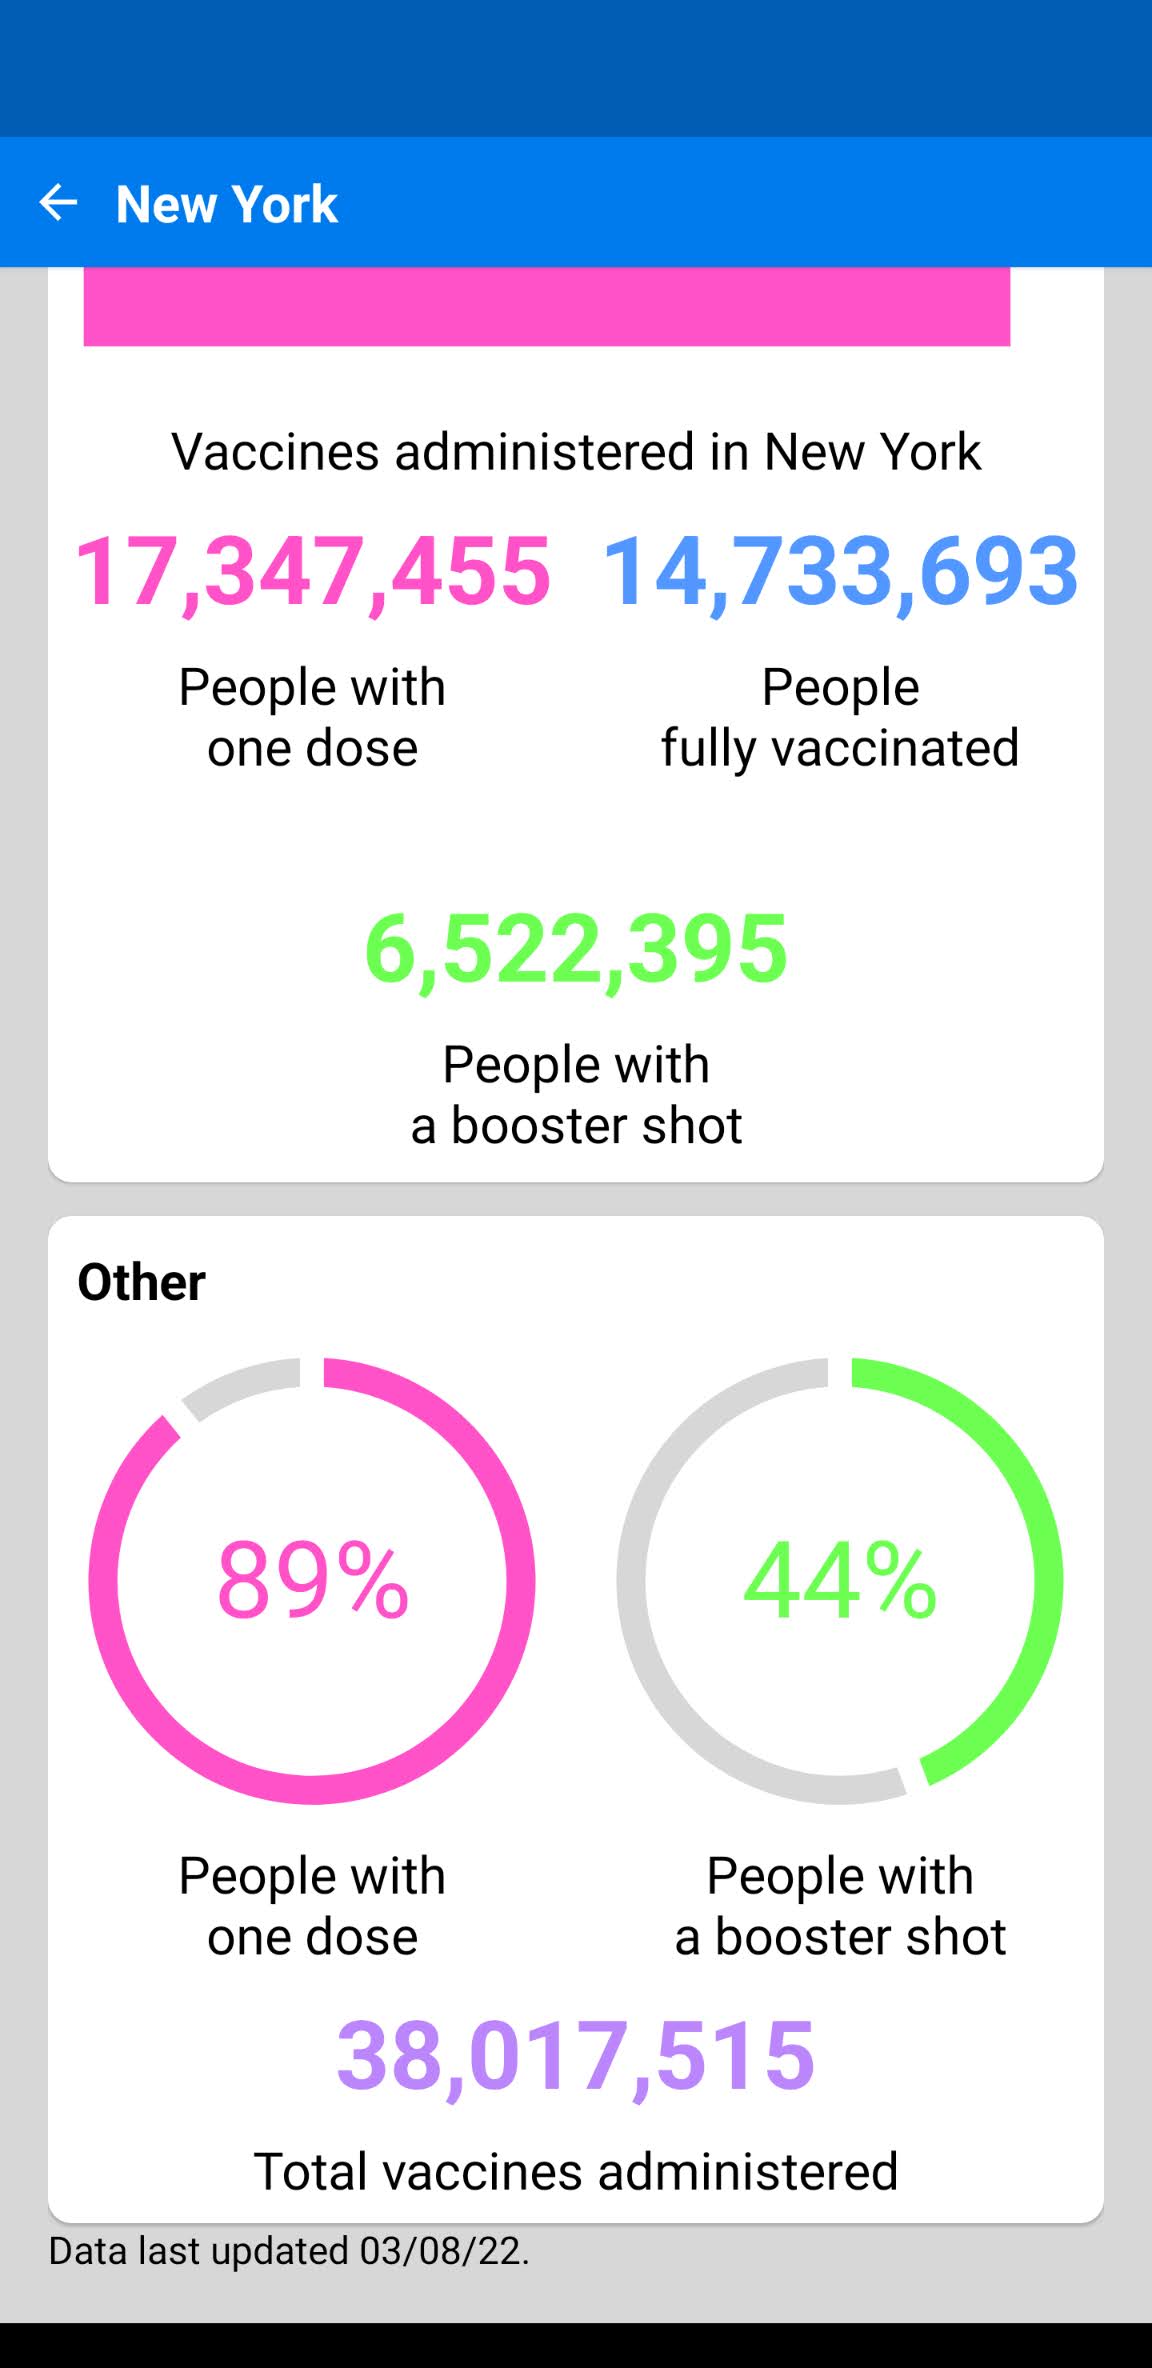 New York
Vaccines administered in New York
17,347,455 14,733,693
People with
one dose
People
fully vaccinated
6,522,395
People with
a booster shot
Other
89%
44%
People with
one dose
People with
a booster shot
38,017,515
Total vaccines administered
Data last updated 03/08/22.